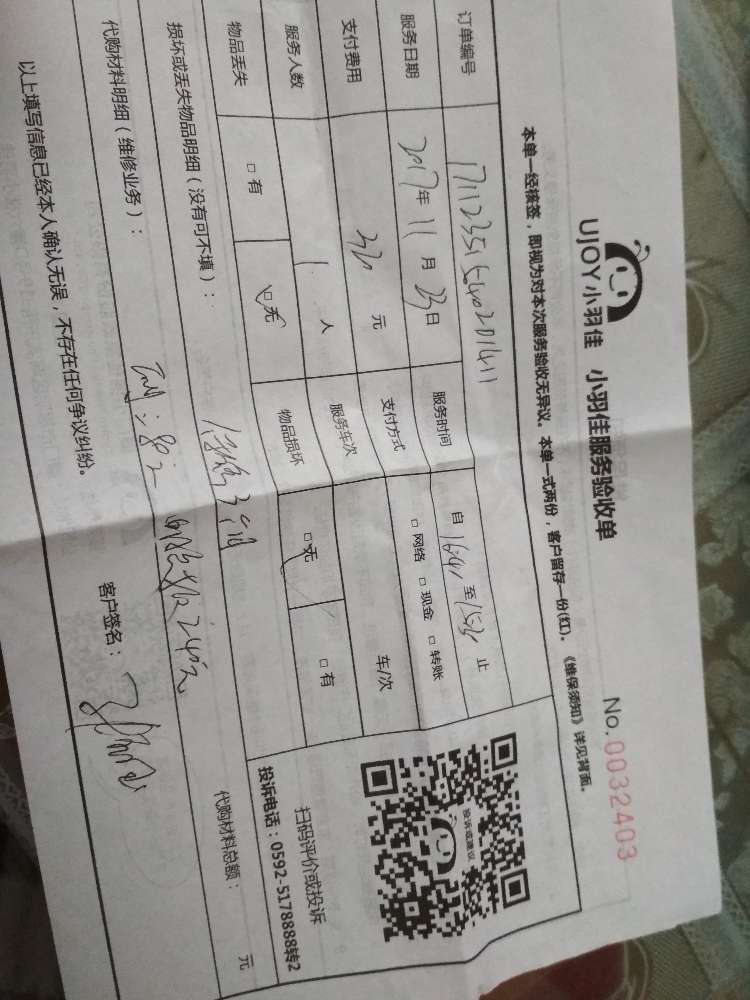 UJOY小羽佳 小羽佳服务验收单
No.0032403
本单一经核签，即视为对本次服务验收无异议。本单一式两份，客户留存一份(红)。《维保须知》详见背面。
订单编号
服务日期 2017年11月23日 服务时间 自 至 止
支付费用 320 元 支付方式 □网络 □现金 □转账
服务人数 1 人 服务车次 车/次
物品丢失 □有 □无 物品损坏 □无 □有
投诉或建议
扫码评价或投诉
投诉电话：0592-5178888转2
损坏或丢失物品明细（没有可不填）：
代购材料明细（维修业务）：
代购材料总额： 元
以上填写信息已经本人确认无误，不存在任何争议纠纷。
客户签名：